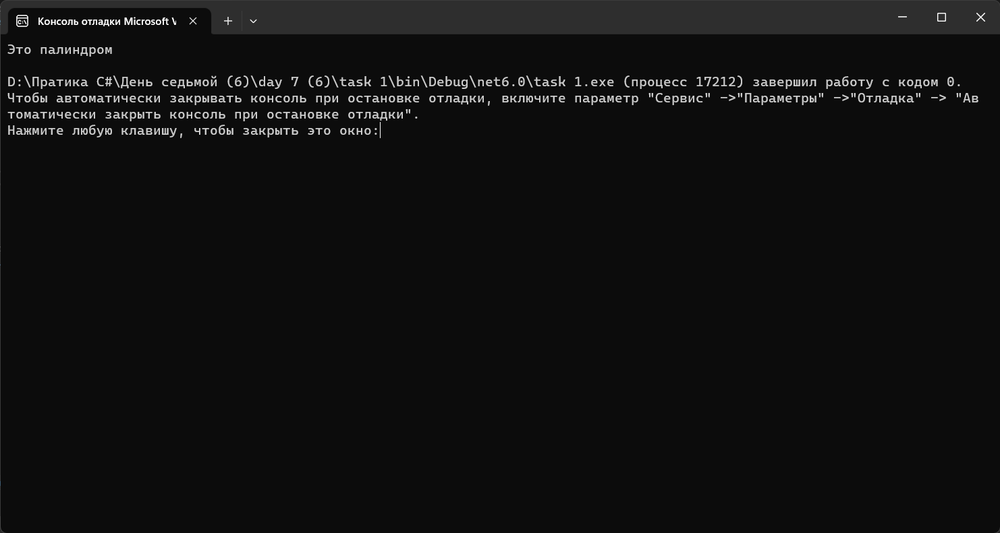 Консоль отладки Microsoft V
Это палиндром
D:\Пратика C#\День седьмой (6)\day 7 (6)\task 1\bin\Debug\net6.0\task 1.exe (процесс 17212) завершил работу с кодом 0.
Чтобы автоматически закрывать консоль при остановке отладки, включите параметр "Сервис" ->"Параметры" ->"Отладка" -> "Ав
томатически закрыть консоль при остановке отладки".
Нажмите любую клавишу, чтобы закрыть это окно: